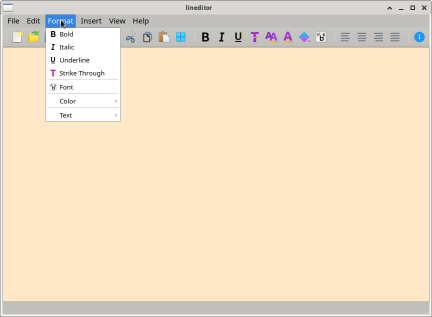 lineditor
File Edit Format Insert View Help
B I U T A A
Bold
Italic
Underline
Strike Through
Font
Color
Text